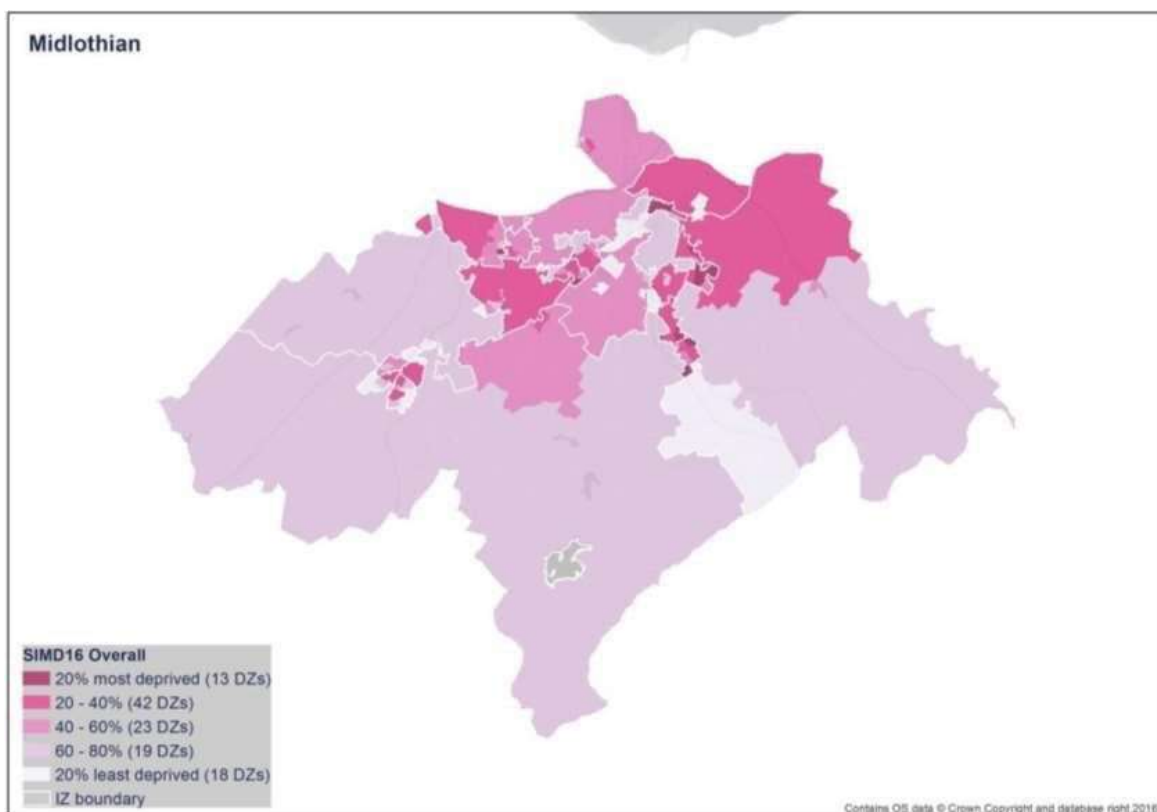 Midlothian
SIMD16 Overall
20% most deprived (13 DZs)
20 - 40% (42 DZs)
40 - 60% (23 DZs)
60 - 80% (19 DZs)
20% least deprived (18 DZs)
IZ boundary
Contains OS data © Crown Copyright and database right 2016